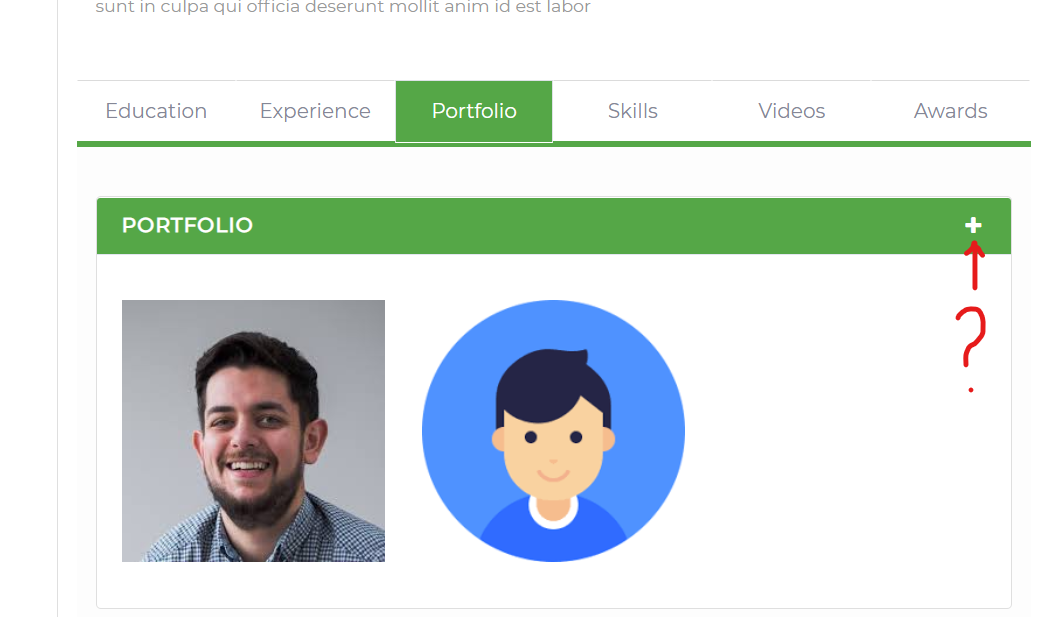 sunt in culpa qui officia deserunt mollit anim id est labor
Education Experience Portfolio Skills Videos Awards
PORTFOLIO +
?